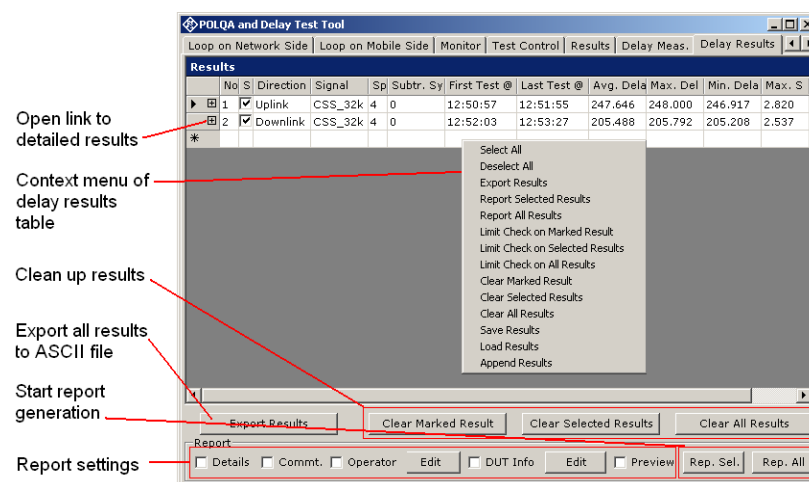 POLQA and Delay Test Tool
Loop on Network Side Loop on Mobile Side Monitor Test Control Results Delay Meas. Delay Results
Results
No S Direction Signal Sp Subtr. Sy First Test @ Last Test @ Avg. Dela Max. Del Min. Dela Max. S
1 Uplink CSS_32k 4 0 12:50:57 12:51:55 247.646 248.000 246.917 2.820
2 Downlink CSS_32k 4 0 12:52:03 12:53:27 205.488 205.792 205.208 2.537
*
Open link to
detailed results
Context menu of
delay results
table
Clean up results
Export all results
to ASCII file
Start report
generation
Report settings
Select All
Deselect All
Export Results
Report Selected Results
Report All Results
Limit Check on Marked Result
Limit Check on Selected Results
Limit Check on All Results
Clear Marked Result
Clear Selected Results
Clear All Results
Save Results
Load Results
Append Results
Export Results Clear Marked Result Clear Selected Results Clear All Results
Report
Details Commt. Operator Edit DUT Info Edit Preview Rep. Sel. Rep. All